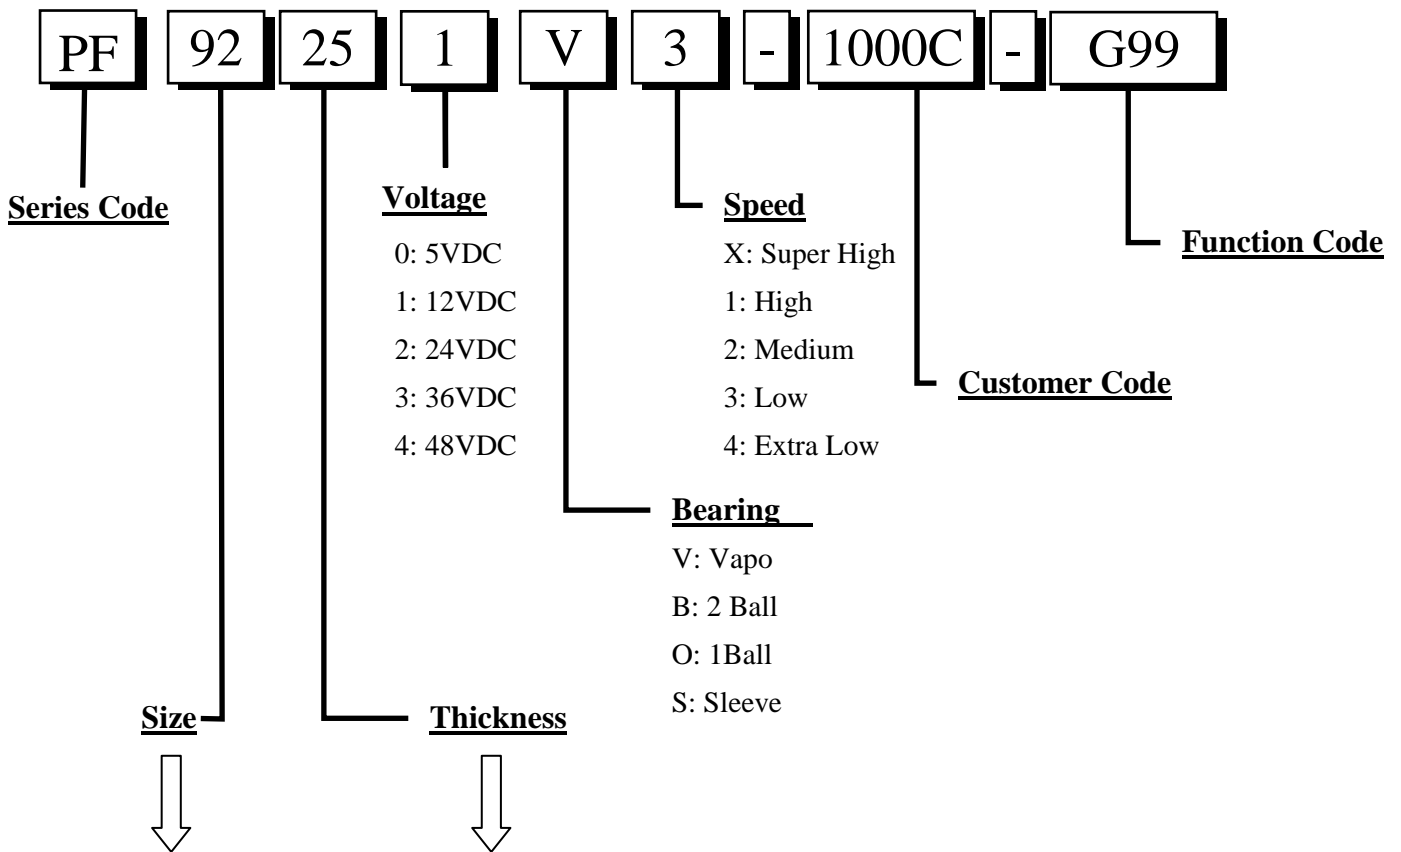 PF 92 25 1 V 3 - 1000C - G99
Series Code
Voltage
0: 5VDC
1: 12VDC
2: 24VDC
3: 36VDC
4: 48VDC
Speed
X: Super High
1: High
2: Medium
3: Low
4: Extra Low
Function Code
Customer Code
Bearing
V: Vapo
B: 2 Ball
O: 1Ball
S: Sleeve
Size
Thickness